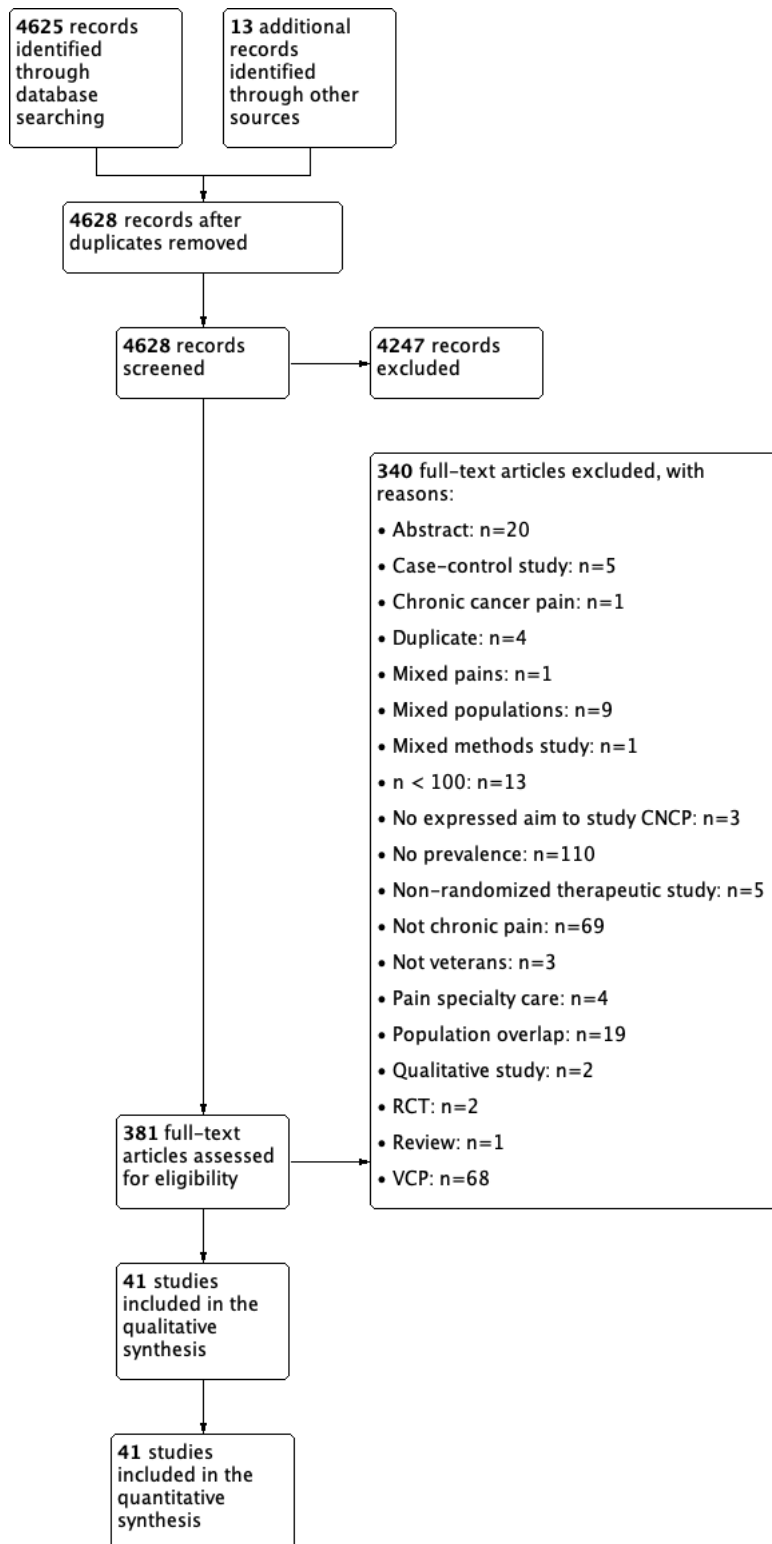 4625 records
identified
through
database
searching
13 additional
records
identified
through other
sources
4628 records after
duplicates removed
4628 records
screened
4247 records
excluded
340 full-text articles excluded, with
reasons:
• Abstract: n=20
• Case-control study: n=5
• Chronic cancer pain: n=1
• Duplicate: n=4
• Mixed pains: n=1
• Mixed populations: n=9
• Mixed methods study: n=1
• n < 100: n=13
• No expressed aim to study CNCP: n=3
• No prevalence: n=110
• Non-randomized therapeutic study: n=5
• Not chronic pain: n=69
• Not veterans: n=3
• Pain specialty care: n=4
• Population overlap: n=19
• Qualitative study: n=2
• RCT: n=2
• Review: n=1
• VCP: n=68
381 full-text
articles assessed
for eligibility
41 studies
included in the
qualitative
synthesis
41 studies
included in the
quantitative
synthesis